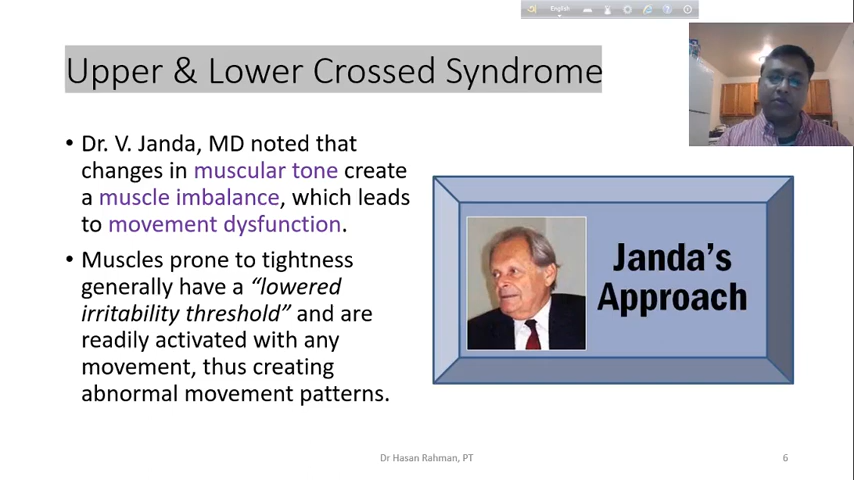 English
Upper & Lower Crossed Syndrome
• Dr. V. Janda, MD noted that
changes in muscular tone create
a muscle imbalance, which leads
to movement dysfunction.
• Muscles prone to tightness
generally have a “lowered
irritability threshold” and are
readily activated with any
movement, thus creating
abnormal movement patterns.
Janda’s
Approach
Dr Hasan Rahman, PT
6